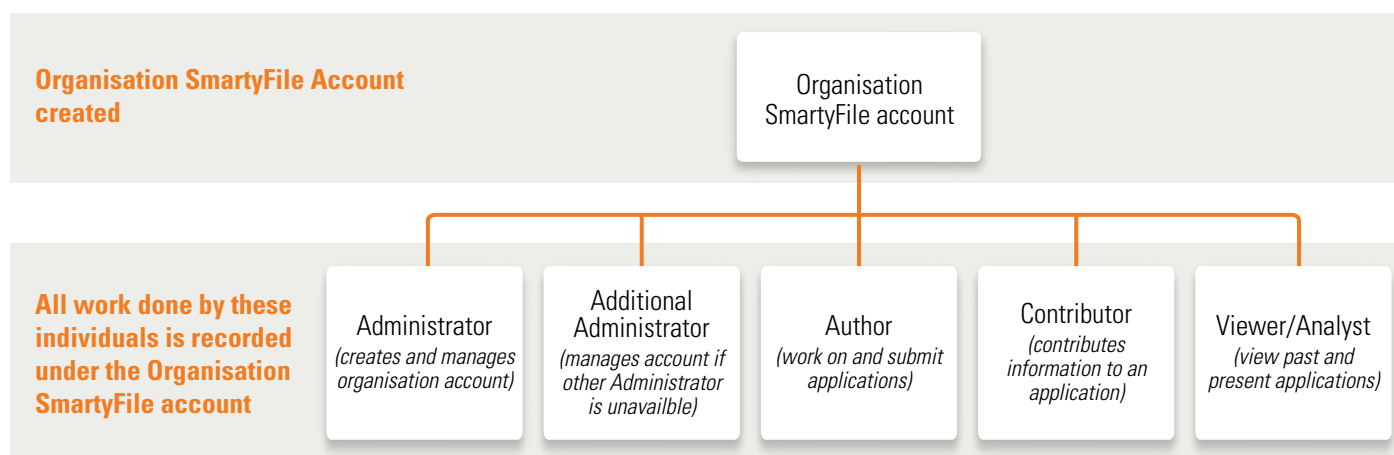 Organisation SmartyFile Account
created
Organisation
SmartyFile account
All work done by these
individuals is recorded
under the Organisation
SmartyFile account
Administrator
(creates and manages
organisation account)
Additional
Administrator
(manages account if
other Administrator
is unavailble)
Author
(work on and submit
applications)
Contributor
(contributes
information to an
application)
Viewer/Analyst
(view past and
present applications)